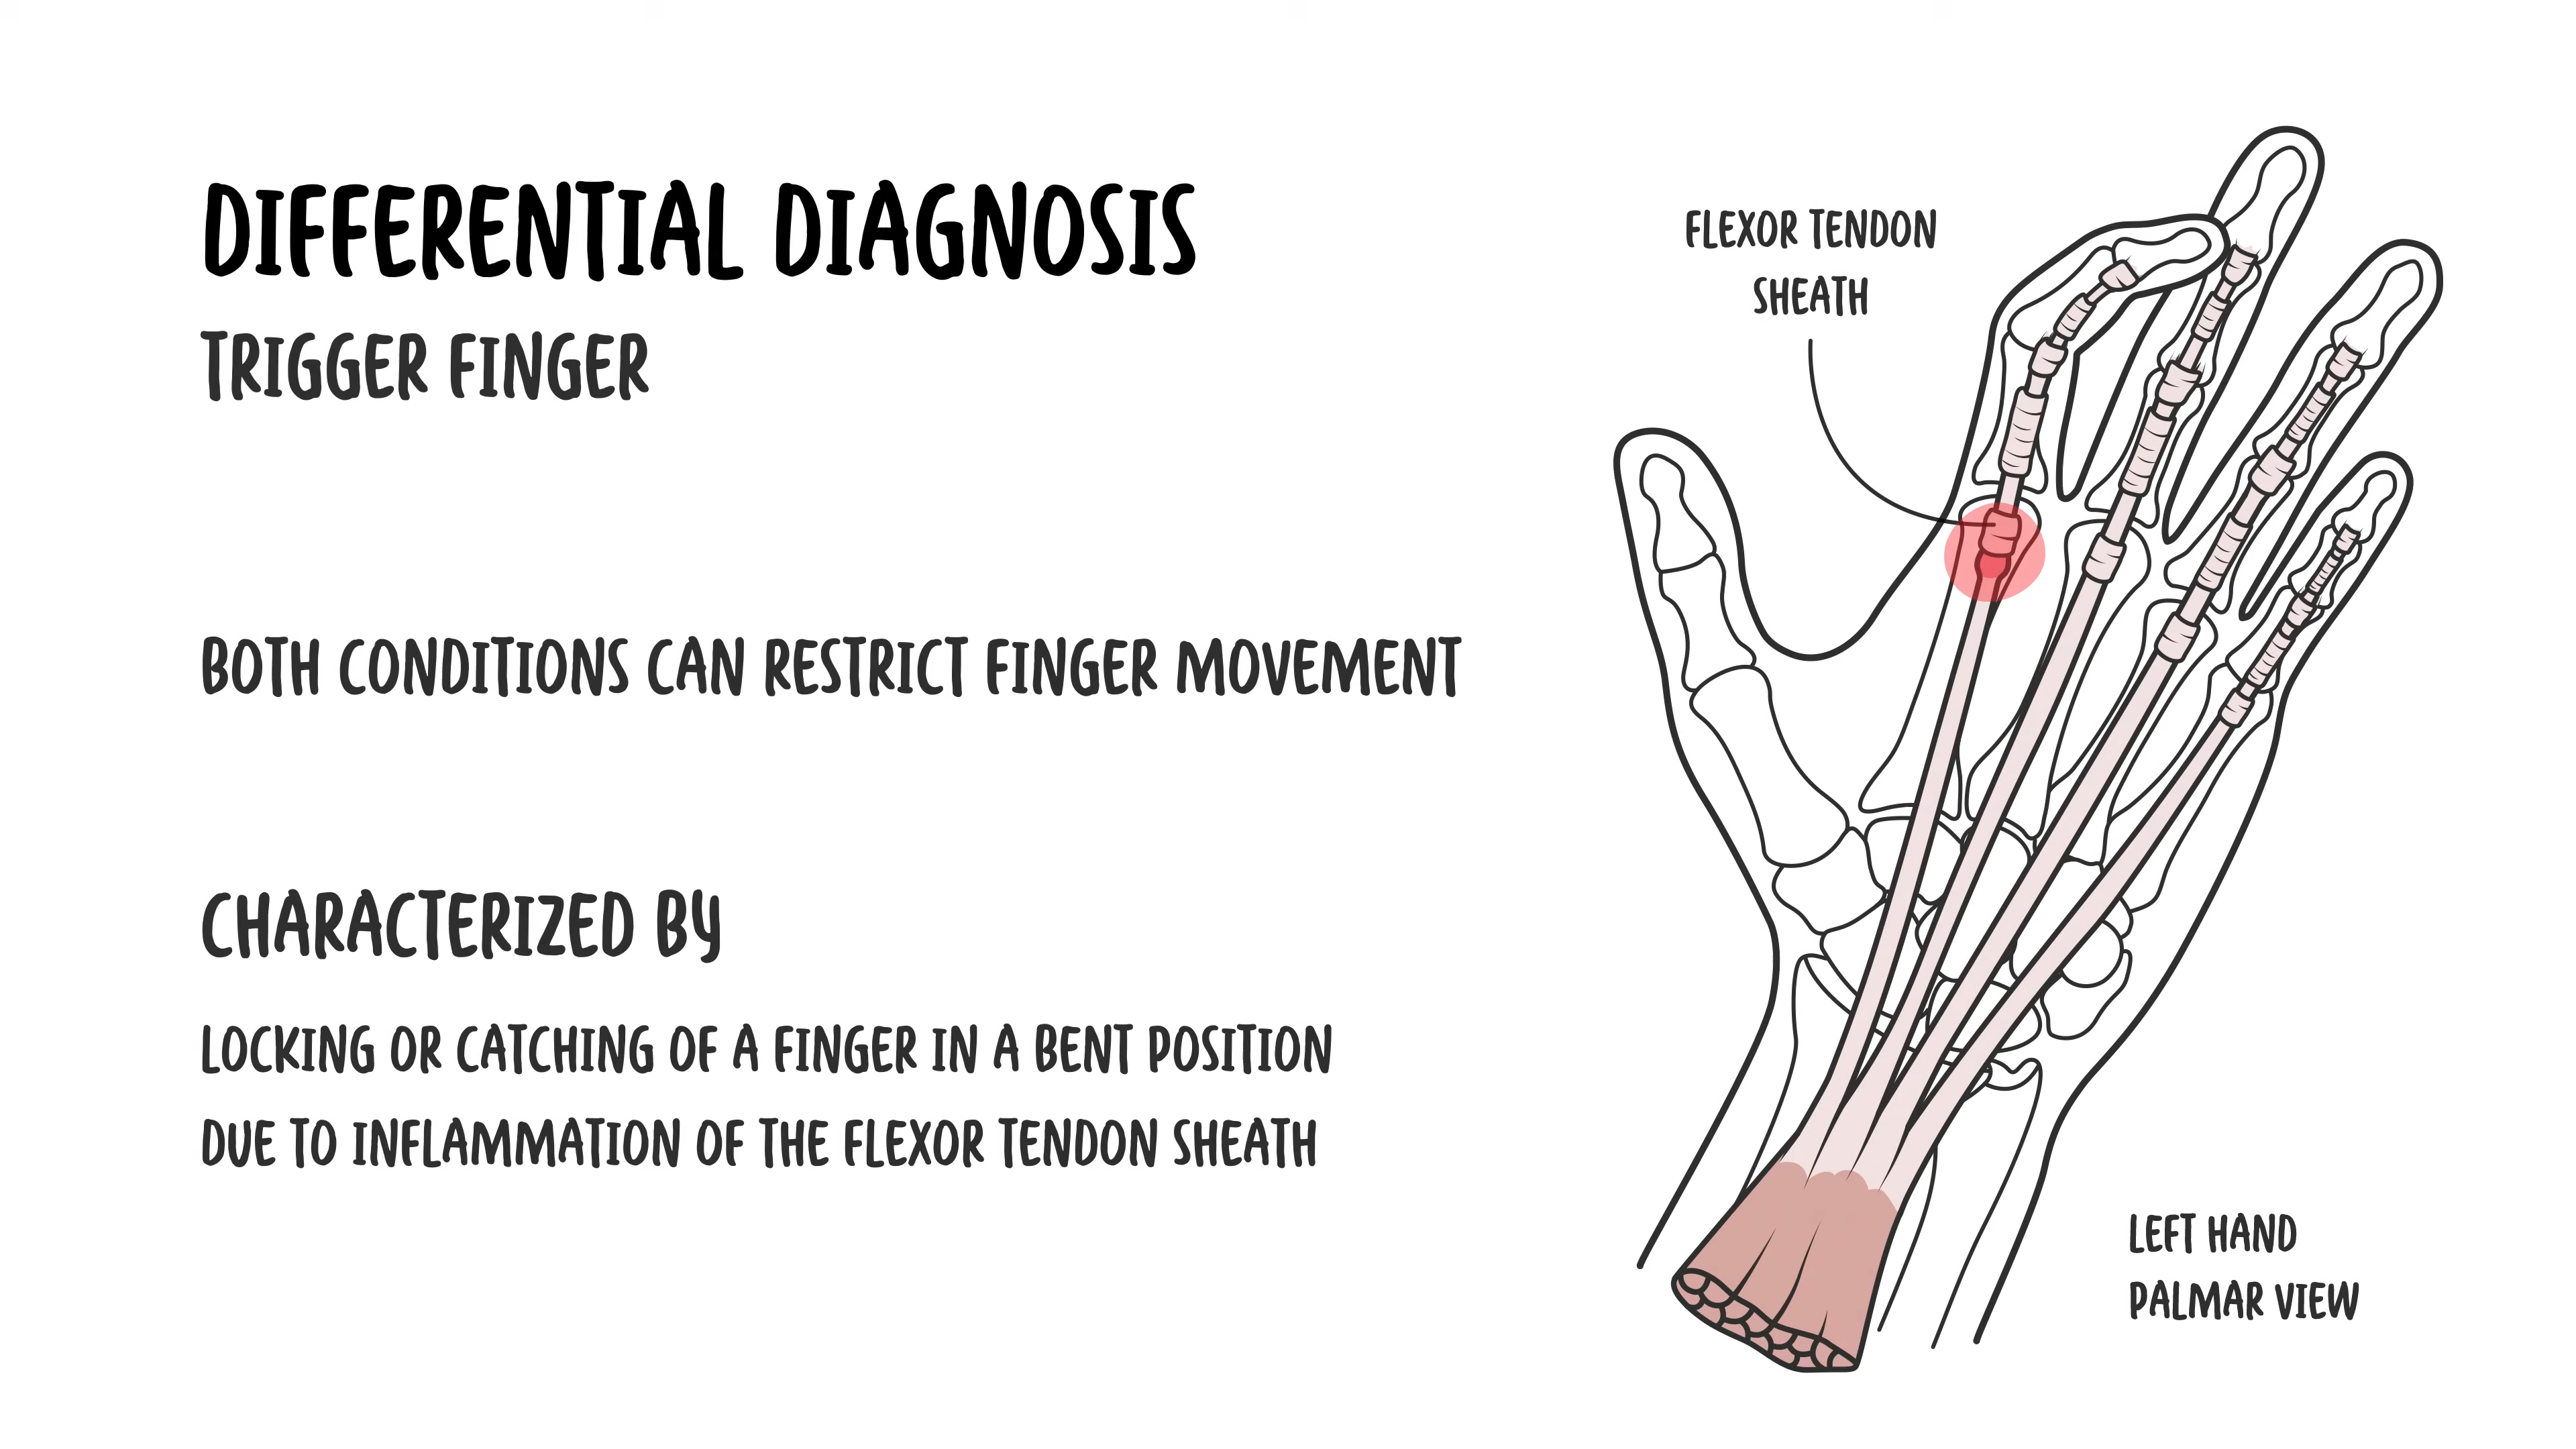 DIFFERENTIAL DIAGNOSIS
TRIGGER FINGER
BOTH CONDITIONS CAN RESTRICT FINGER MOVEMENT
CHARACTERIZED BY
LOCKING OR CATCHING OF A FINGER IN A BENT POSITION
DUE TO INFLAMMATION OF THE FLEXOR TENDON SHEATH
FLEXOR TENDON
SHEATH
LEFT HAND
PALMAR VIEW